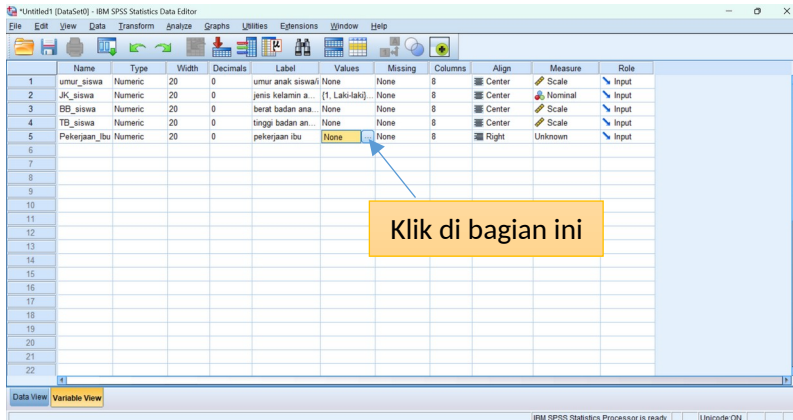 *Untitled1 [DataSet0] - IBM SPSS Statistics Data Editor
File Edit View Data Transform Analyze Graphs Utilities Extensions Window Help
Name Type Width Decimals Label Values Missing Columns Align Measure Role
1 umur_siswa Numeric 20 0 umur anak siswa/i None None 8 Center Scale Input
2 JK_siswa Numeric 20 0 jenis kelamin a... {1, Laki-laki}... None 8 Center Nominal Input
3 BB_siswa Numeric 20 0 berat badan ana... None None 8 Center Scale Input
4 TB_siswa Numeric 20 0 tinggi badan an... None None 8 Center Scale Input
5 Pekerjaan_Ibu Numeric 20 0 pekerjaan ibu None ... None 8 Right Unknown Input
6
7
8
9
10
11
Klik di bagian ini
12
13
14
15
16
17
18
19
20
21
22
Data View Variable View
IBM SPSS Statistics Processor is ready Unicode:ON